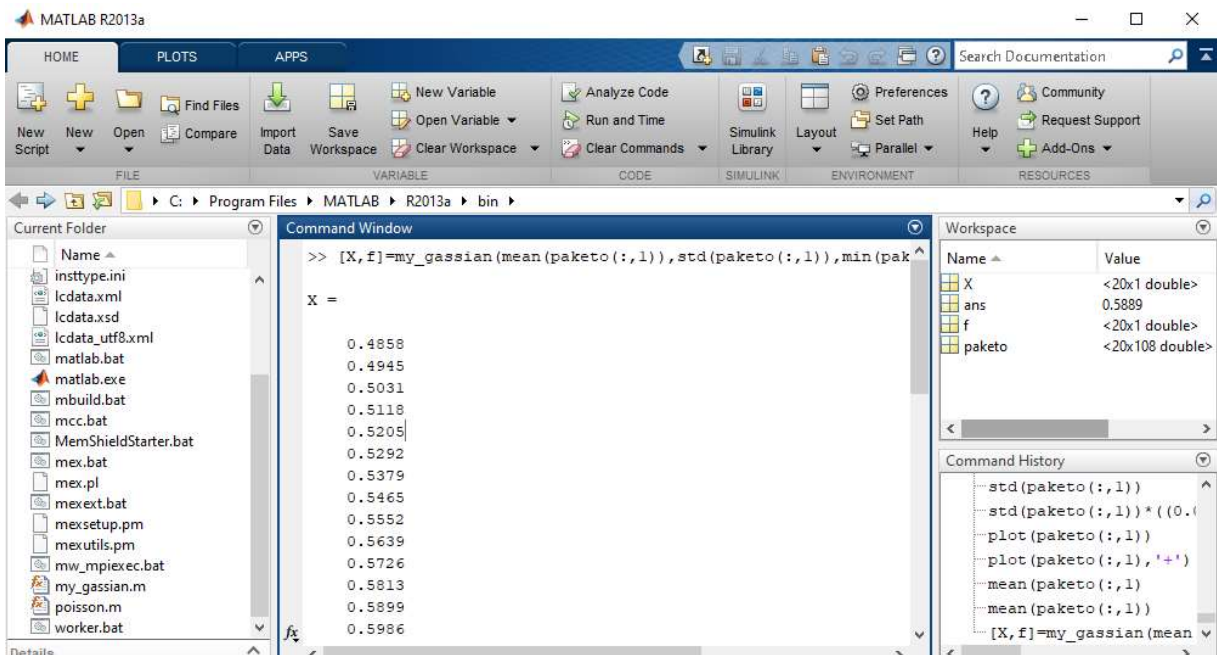 MATLAB R2013a
HOME PLOTS APPS Search Documentation
New Script
New
Open
Find Files
Compare
FILE
Import Data
Save Workspace
New Variable
Open Variable
Clear Workspace
VARIABLE
Analyze Code
Run and Time
Clear Commands
CODE
Simulink Library
SIMULINK
Layout
Preferences
Set Path
Parallel
ENVIRONMENT
Help
Community
Request Support
Add-Ons
RESOURCES
C: Program Files MATLAB R2013a bin
Current Folder
Name
insttype.ini
lcdata.xml
lcdata.xsd
lcdata_utf8.xml
matlab.bat
matlab.exe
mbuild.bat
mcc.bat
MemShieldStarter.bat
mex.bat
mex.pl
mexext.bat
mexsetup.pm
mexutils.pm
mw_mpiexec.bat
my_gassian.m
poisson.m
worker.bat
Details
Command Window
>> [X,f]=my_gassian(mean(paketo(:,1)),std(paketo(:,1)),min(pak
X =
0.4858
0.4945
0.5031
0.5118
0.5205
0.5292
0.5379
0.5465
0.5552
0.5639
0.5726
0.5813
0.5899
0.5986
fx
Workspace
Name Value
X <20x1 double>
ans 0.5889
f <20x1 double>
paketo <20x108 double>
Command History
std(paketo(:,1))
std(paketo(:,1))*((0.
plot(paketo(:,1))
plot(paketo(:,1),'+')
mean(paketo(:,1)
mean(paketo(:,1))
[X,f]=my_gassian(mean